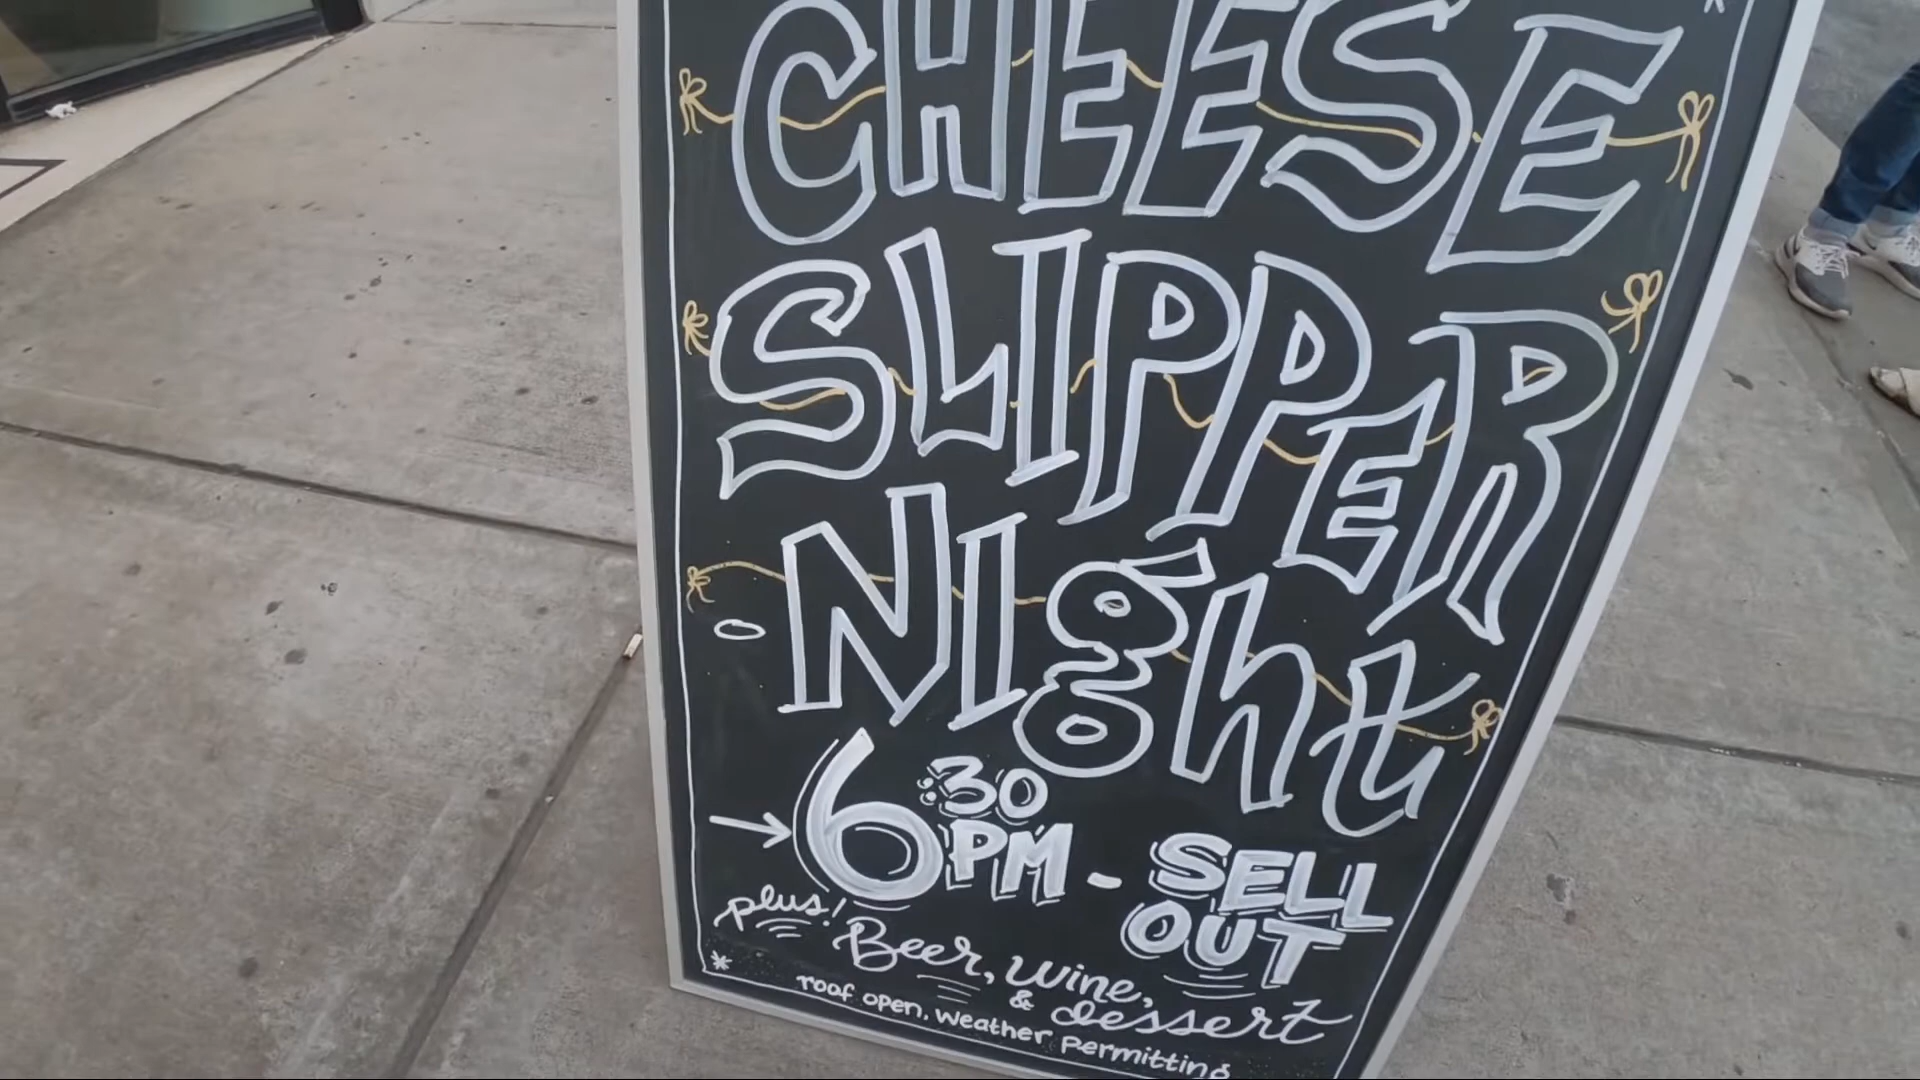 CHEESE
SLIPPER
NIght
6:30 PM - SELL OUT
plus! Beer, wine, & dessert
roof open, weather permitting